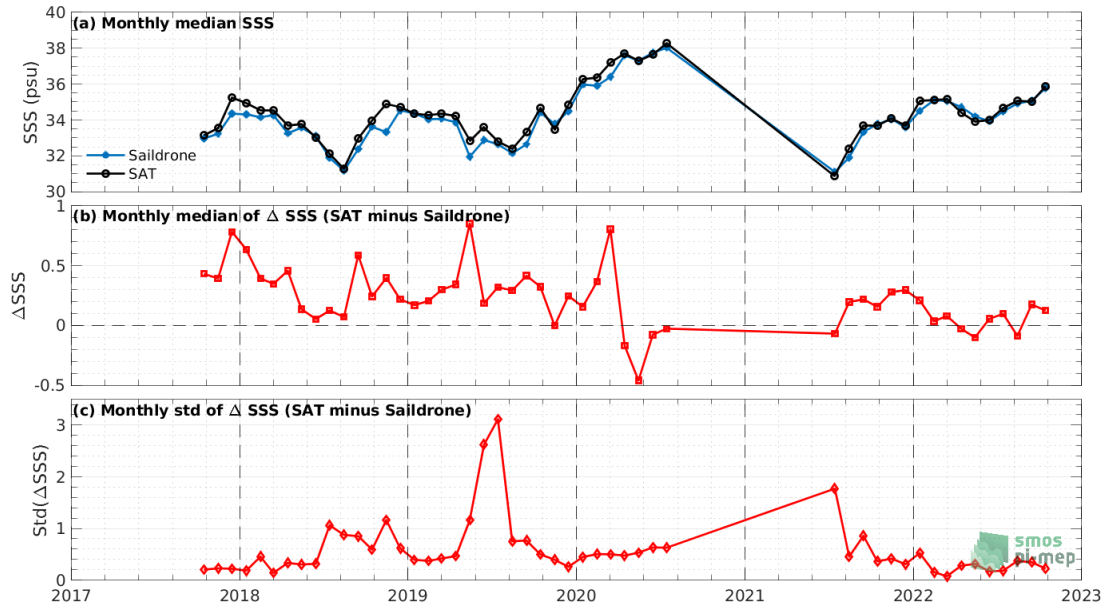 (a) Monthly median SSS
40
38
36
34
32
30
SSS (psu)
Saildrone
SAT
(b) Monthly median of Δ SSS (SAT minus Saildrone)
1
0.5
0
-0.5
ΔSSS
(c) Monthly std of Δ SSS (SAT minus Saildrone)
3
2
1
0
Std(ΔSSS)
smos
pi-mep
2017 2018 2019 2020 2021 2022 2023